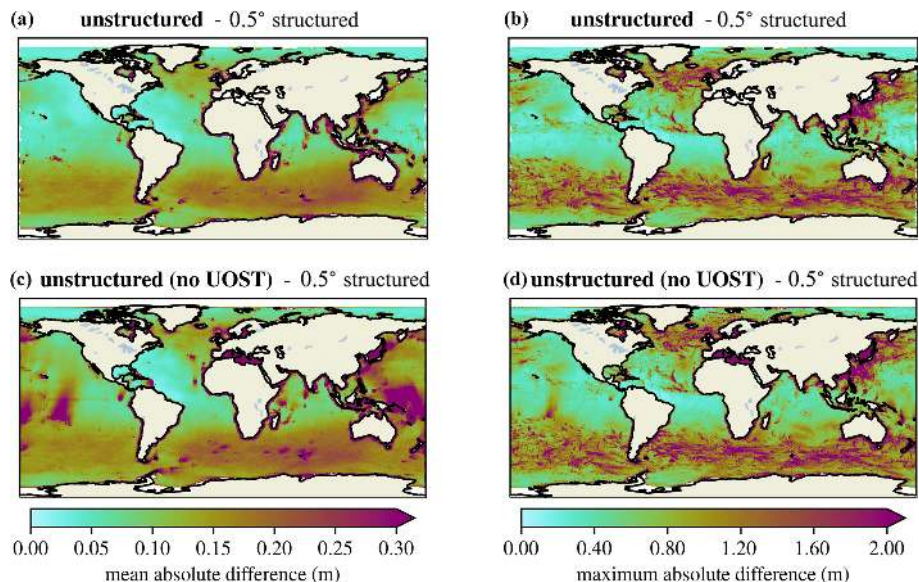 (a) unstructured - 0.5° structured
(b) unstructured - 0.5° structured
(c) unstructured (no UOST) - 0.5° structured
(d) unstructured (no UOST) - 0.5° structured
0.00 0.05 0.10 0.15 0.20 0.25 0.30
mean absolute difference (m)
0.00 0.40 0.80 1.20 1.60 2.00
maximum absolute difference (m)